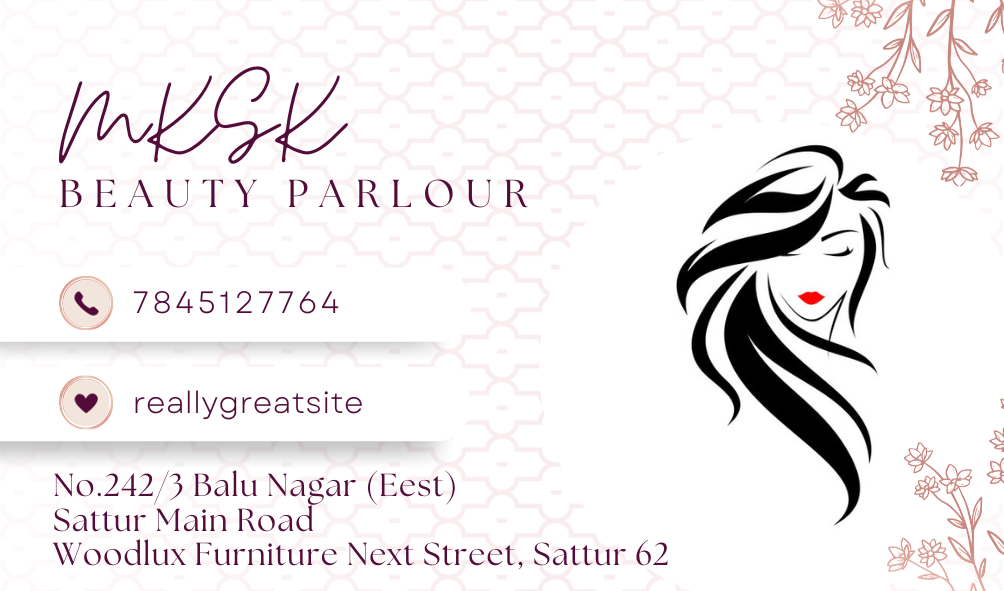 MKSK
BEAUTY PARLOUR
7845127764
reallygreatsite
No.242/3 Balu Nagar (Eest)
Sattur Main Road
Woodlux Furniture Next Street, Sattur 62